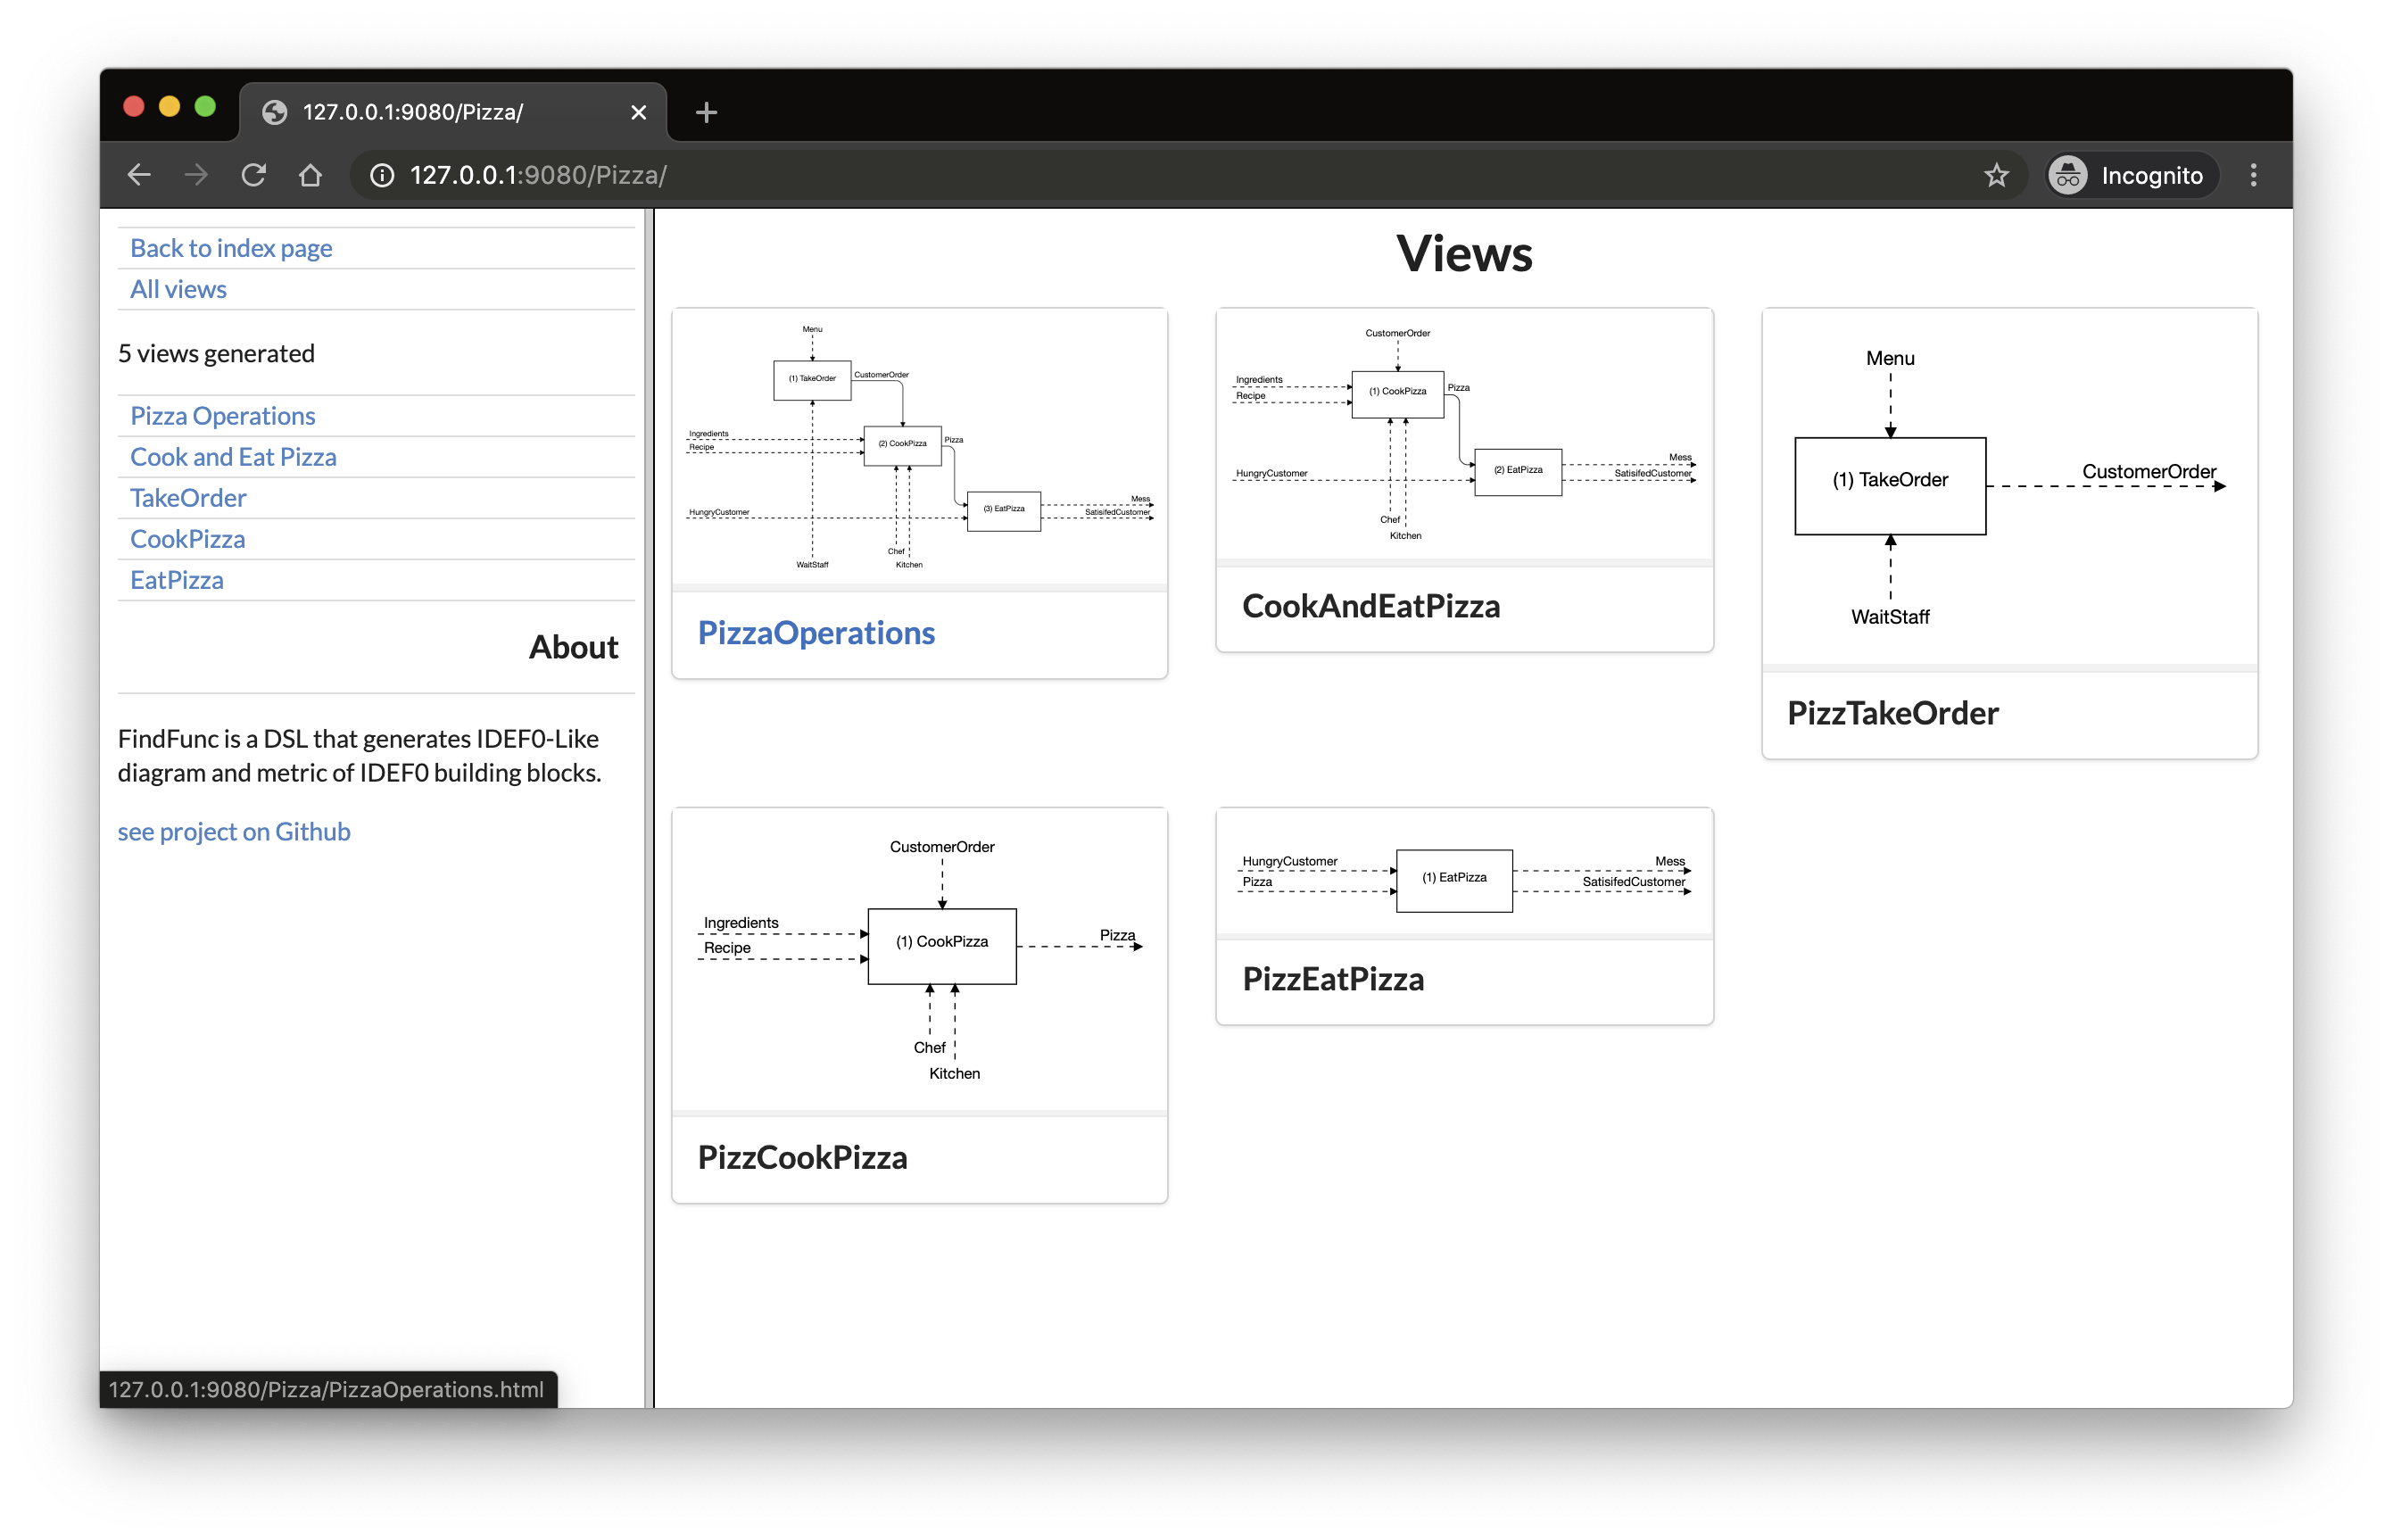 127.0.0.1:9080/Pizza/
127.0.0.1:9080/Pizza/
Incognito
Back to index page
All views
5 views generated
Pizza Operations
Cook and Eat Pizza
TakeOrder
CookPizza
EatPizza
About
FindFunc is a DSL that generates IDEF0-Like
diagram and metric of IDEF0 building blocks.
see project on Github
127.0.0.1:9080/Pizza/PizzaOperations.html
Views
Menu
(1) TakeOrder
CustomerOrder
Ingredients
Recipe
(2) CookPizza
Pizza
HungryCustomer
(3) EatPizza
Mess
SatisifedCustomer
Chef
WaitStaff
Kitchen
PizzaOperations
CustomerOrder
Ingredients
Recipe
(1) CookPizza
Pizza
HungryCustomer
(2) EatPizza
Mess
SatisifedCustomer
Chef
Kitchen
CookAndEatPizza
Menu
(1) TakeOrder
CustomerOrder
WaitStaff
PizzTakeOrder
CustomerOrder
Ingredients
Recipe
(1) CookPizza
Pizza
Chef
Kitchen
PizzCookPizza
HungryCustomer
Pizza
(1) EatPizza
Mess
SatisifedCustomer
PizzEatPizza